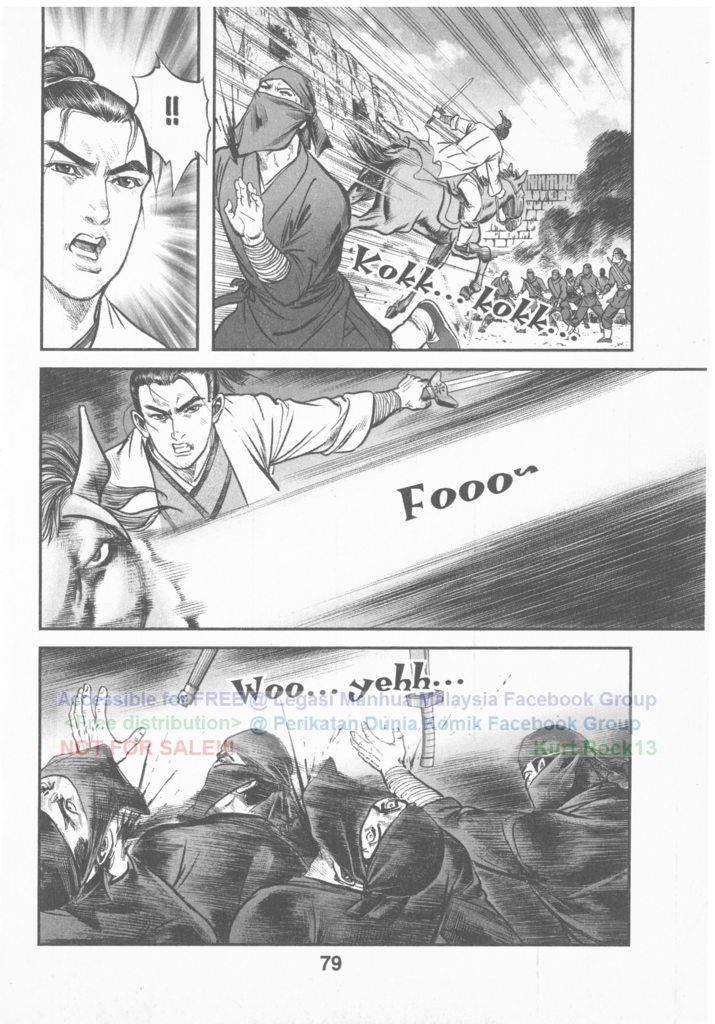 !!
Kokk... kokk...
Fooo~
Woo... yehh...
Accessible for FREE @ Legasi Manhua Malaysia Facebook Group
<Free distribution> @ Perikatan Dunia Komik Facebook Group
NOT FOR SALE!!! Kurt Rock13
79